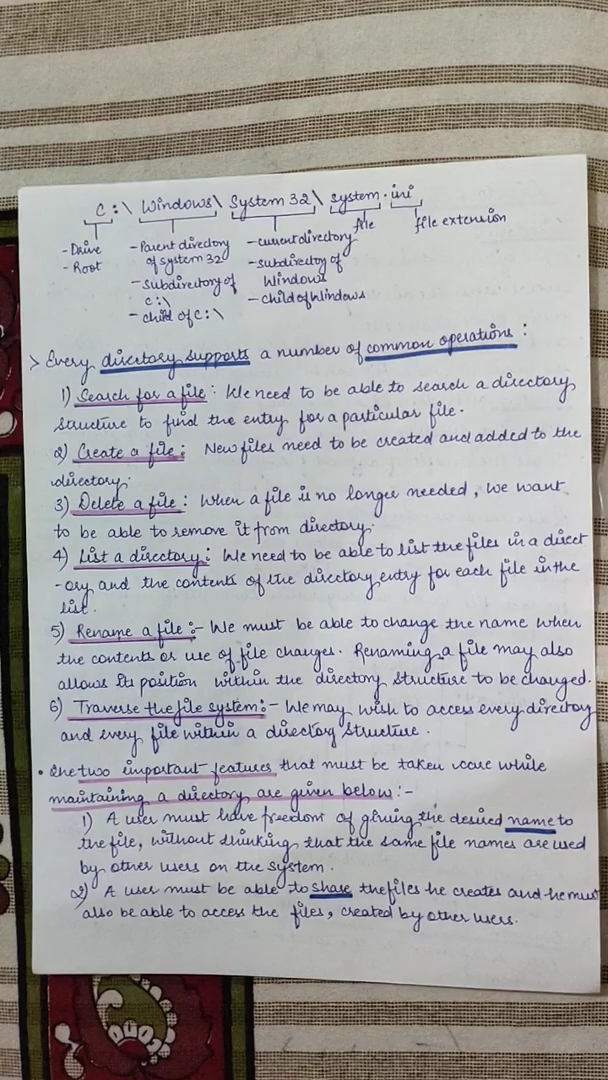 C:\ Windows\ System 32\ system.ini
- Drive
- Root
- Parent directory
of system 32
- Subdirectory of
C:\
- child of C:\
- current directory
- subdirectory of
Windows
- child of Windows
file
file extension
> Every directory supports a number of common operations :
1) Search for a file : We need to be able to search a directory
structure to find the entry for a particular file.
2) Create a file : New files need to be created and added to the
directory.
3) Delete a file : When a file is no longer needed, we want
to be able to remove it from directory.
4) List a directory : We need to be able to list the files in a direct
-ory and the contents of the directory entry for each file in the
list.
5) Rename a file :- We must be able to change the name when
the contents or use of file changes. Renaming a file may also
allows its position within the directory structure to be changed.
6) Traverse the file system :- We may wish to access every directory
and every file within a directory structure.
• The two important features that must be taken care while
maintaining a directory are given below :-
1) A user must have freedom of giving the desired name to
the file, without thinking that the same file names are used
by other users on the system.
2) A user must be able to share the files he creates and he must
also be able to access the files, created by other users.